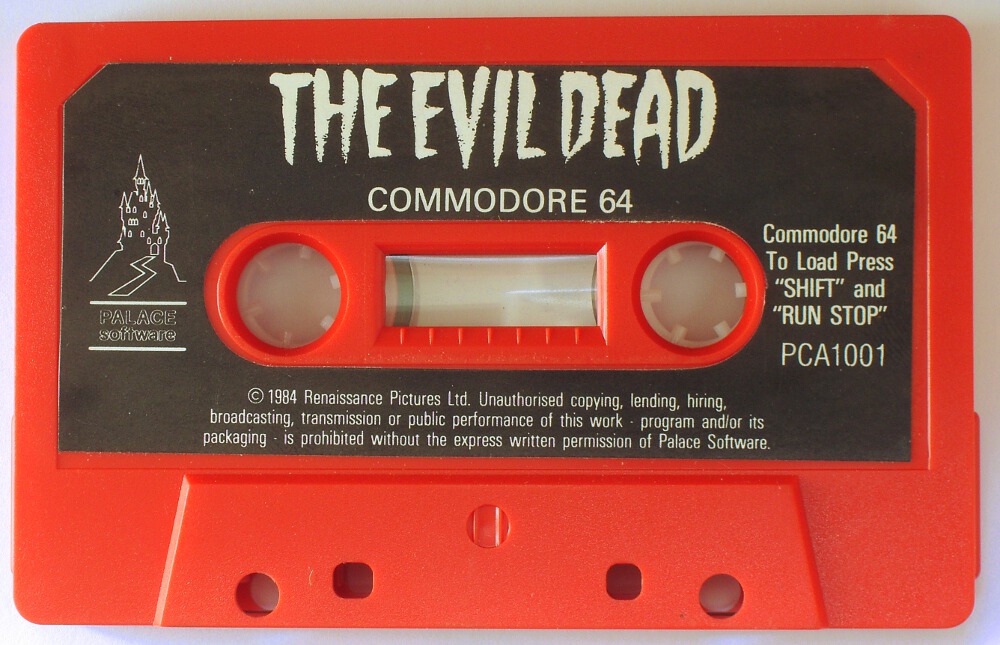 THE EVIL DEAD
COMMODORE 64
Commodore 64
To Load Press
“SHIFT” and
“RUN STOP”
PCA1001
PALACE
software
© 1984 Renaissance Pictures Ltd. Unauthorised copying, lending, hiring,
broadcasting, transmission or public performance of this work - program and/or its
packaging - is prohibited without the express written permission of Palace Software.